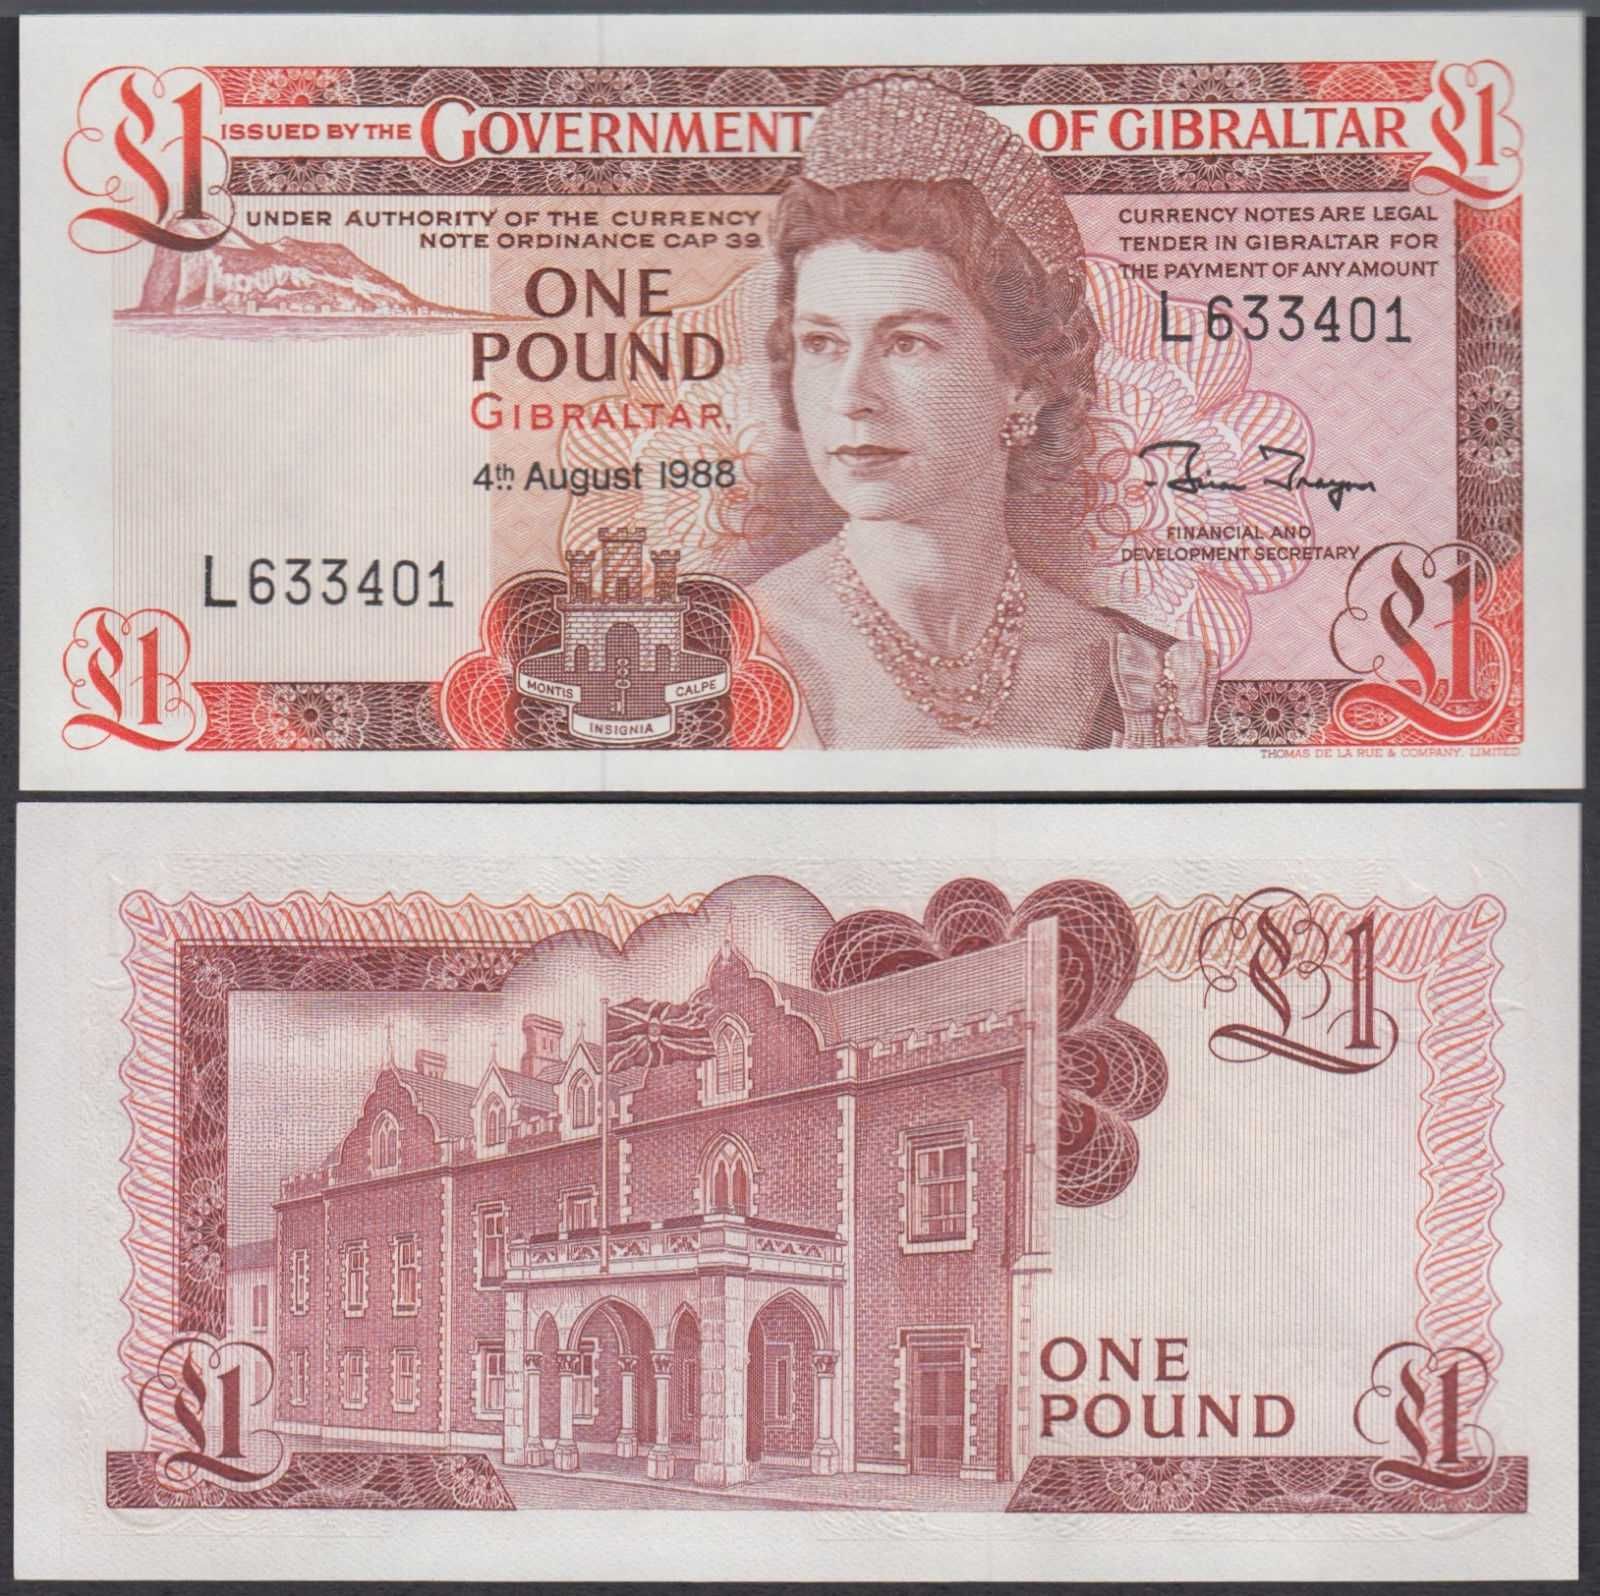 £1 ISSUED BY THE GOVERNMENT OF GIBRALTAR £1
UNDER AUTHORITY OF THE CURRENCY
NOTE ORDINANCE CAP 39.
CURRENCY NOTES ARE LEGAL
TENDER IN GIBRALTAR FOR
THE PAYMENT OF ANY AMOUNT
ONE
POUND
GIBRALTAR,
4th August 1988
L633401
Brian Traynor
FINANCIAL AND
DEVELOPMENT SECRETARY
L633401
£1
MONTIS
CALPE
INSIGNIA
£1
THOMAS DE LA RUE & COMPANY, LIMITED
£1
ONE
POUND
£1
£1